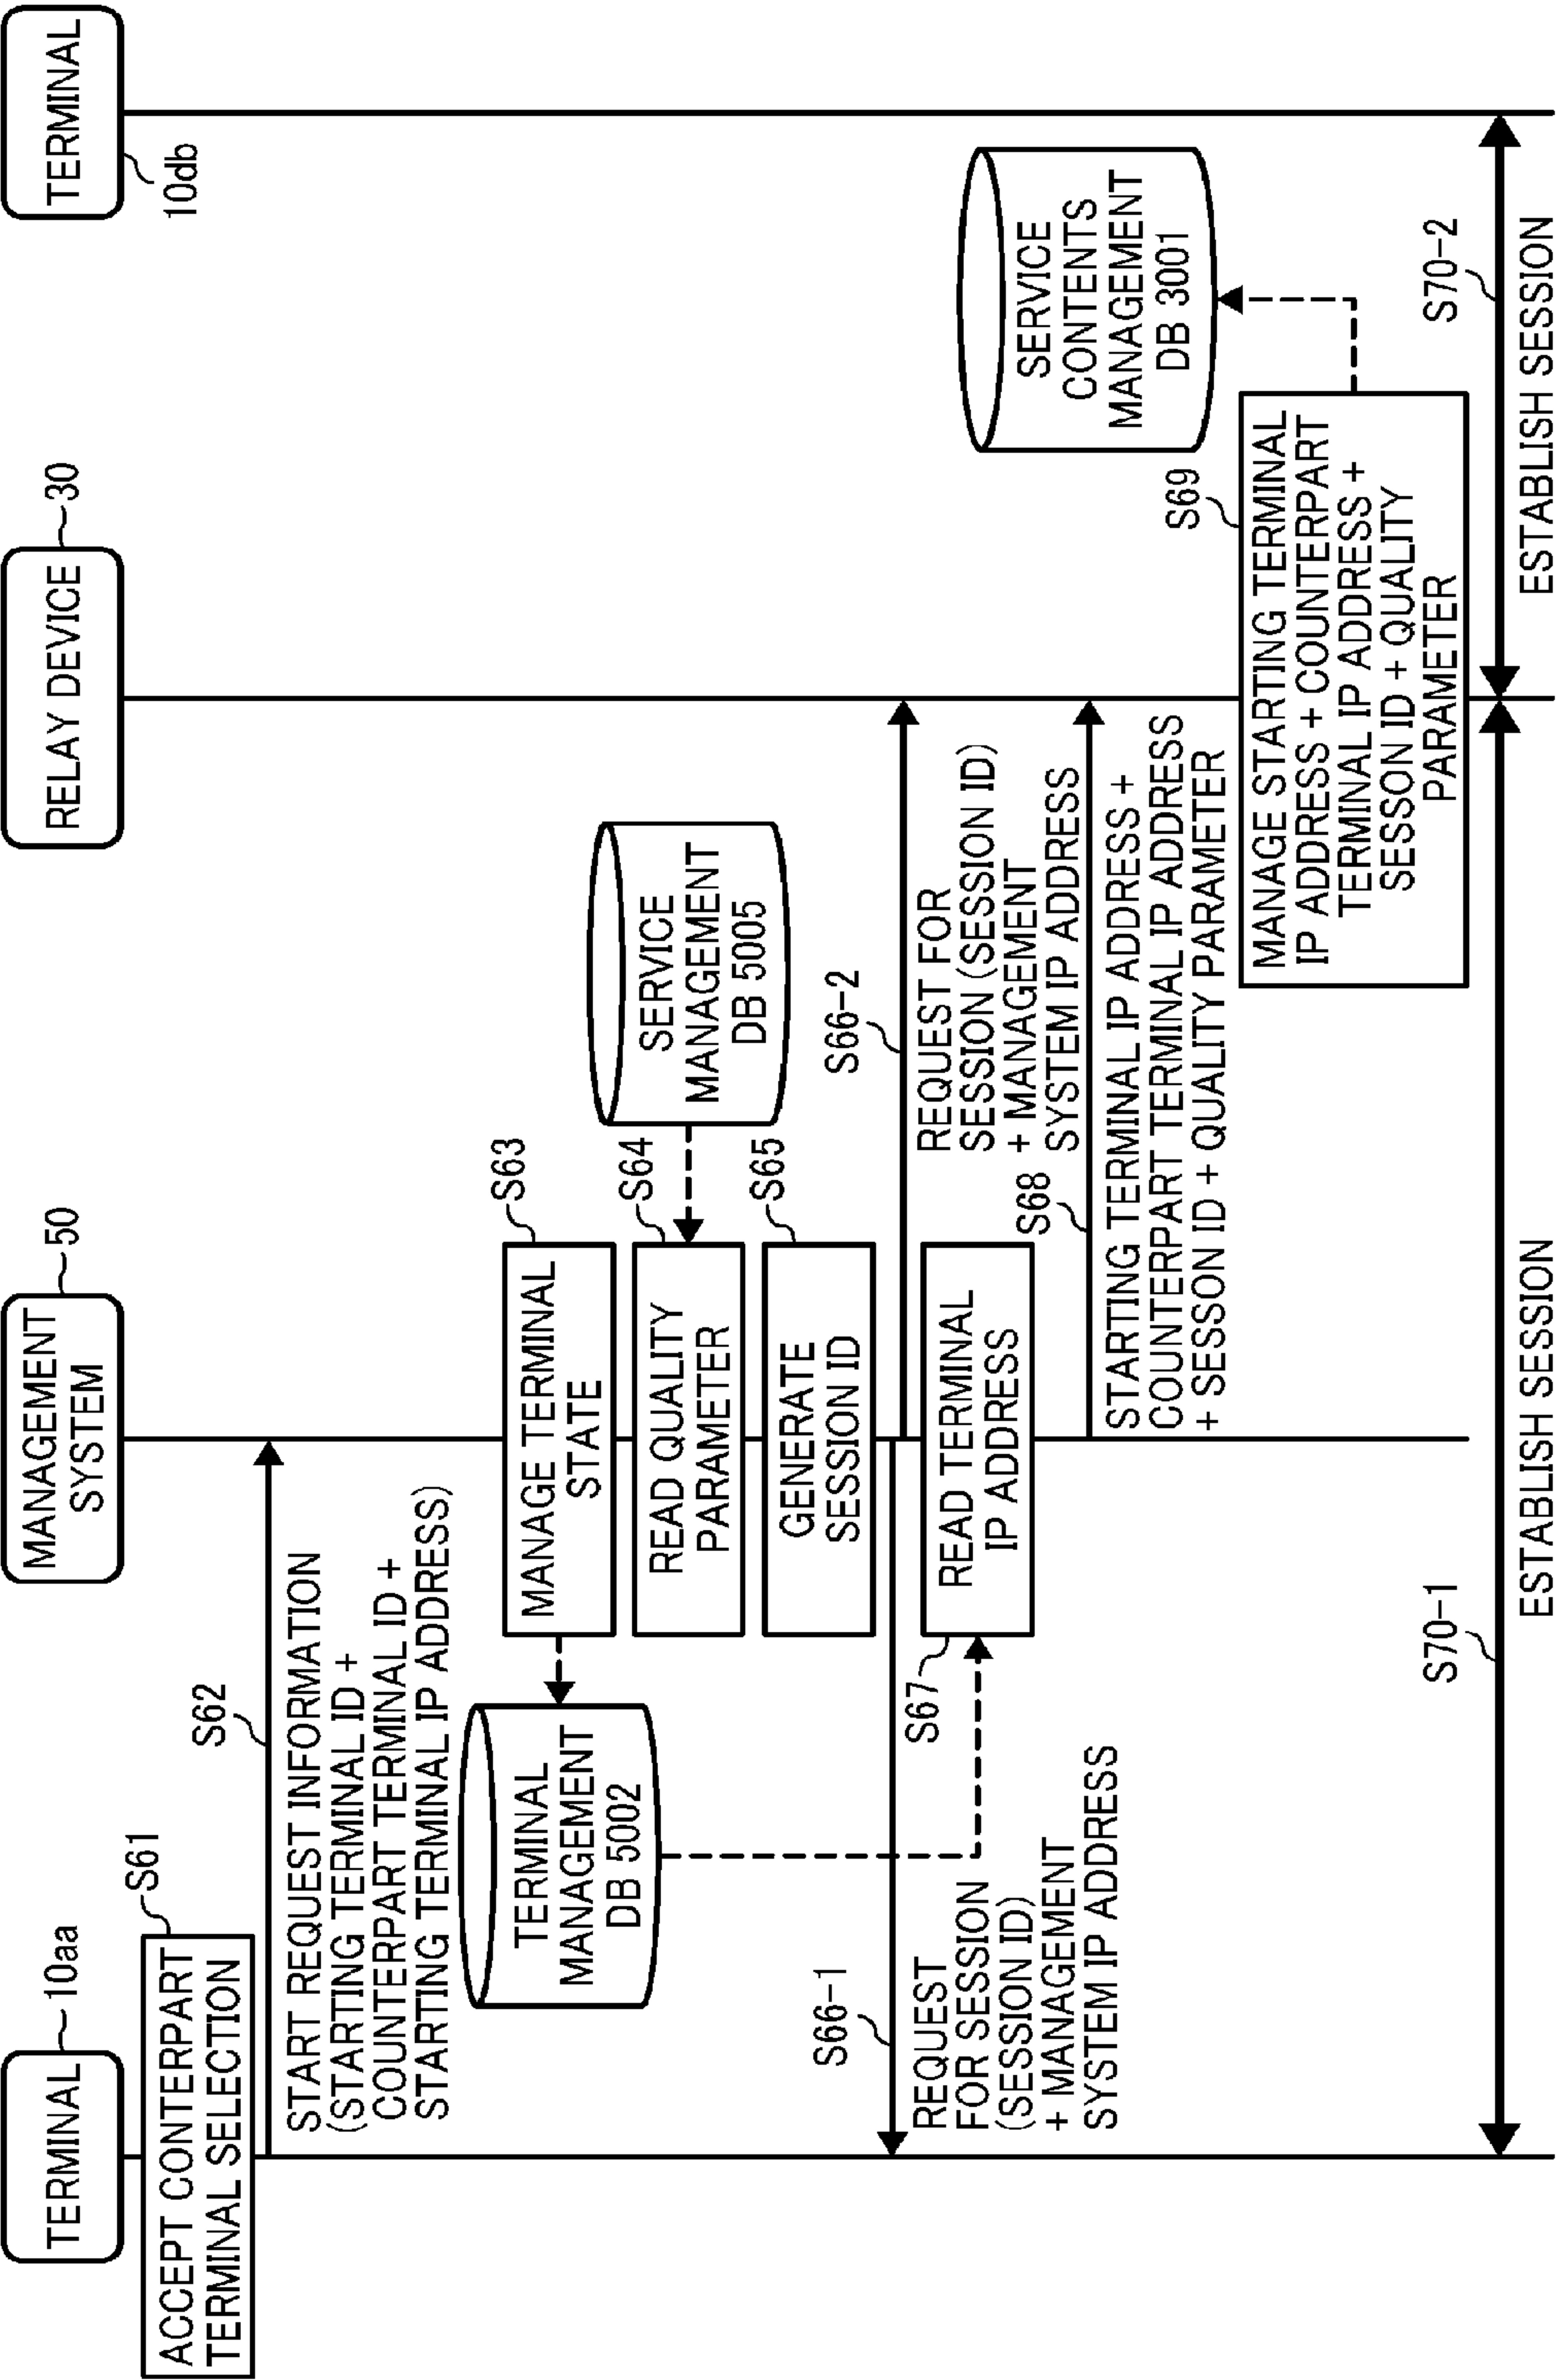 TERMINAL
10aa
MANAGEMENT
SYSTEM
50
RELAY DEVICE
30
TERMINAL
10db
S61
ACCEPT CONTERPART
TERMINAL SELECTION
S62
START REQUEST INFORMATION
(STARTING TERMINAL ID +
COUNTERPART TERMINAL ID +
STARTING TERMINAL IP ADDRESS)
S63
MANAGE TERMINAL
STATE
TERMINAL
MANAGEMENT
DB 5002
S64
READ QUALITY
PARAMETER
SERVICE
MANAGEMENT
DB 5005
S65
GENERATE
SESSION ID
S66-1
REQUEST
FOR SESSION
(SESSION ID)
+ MANAGEMENT
SYSTEM IP ADDRESS
S66-2
REQUEST FOR
SESSION (SESSION ID)
+ MANAGEMENT
SYSTEM IP ADDRESS
S67
READ TERMINAL
IP ADDRESS
S68
STARTING TERMINAL IP ADDRESS +
COUNTERPART TERMINAL IP ADDRESS
+ SESSON ID + QUALITY PARAMETER
SERVICE
CONTENTS
MANAGEMENT
DB 3001
S69
MANAGE STARTING TERMINAL
IP ADDRESS + COUNTERPART
TERMINAL IP ADDRESS +
SESSON ID + QUALITY
PARAMETER
S70-1
ESTABLISH SESSION
S70-2
ESTABLISH SESSION